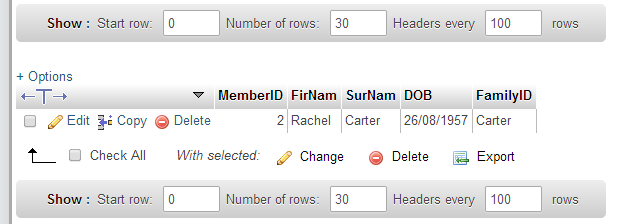 Show : Start row: 0 Number of rows: 30 Headers every 100 rows
+ Options
←T→ MemberID FirNam SurNam DOB FamilyID
Edit Copy Delete 2 Rachel Carter 26/08/1957 Carter
Check All With selected: Change Delete Export
Show : Start row: 0 Number of rows: 30 Headers every 100 rows